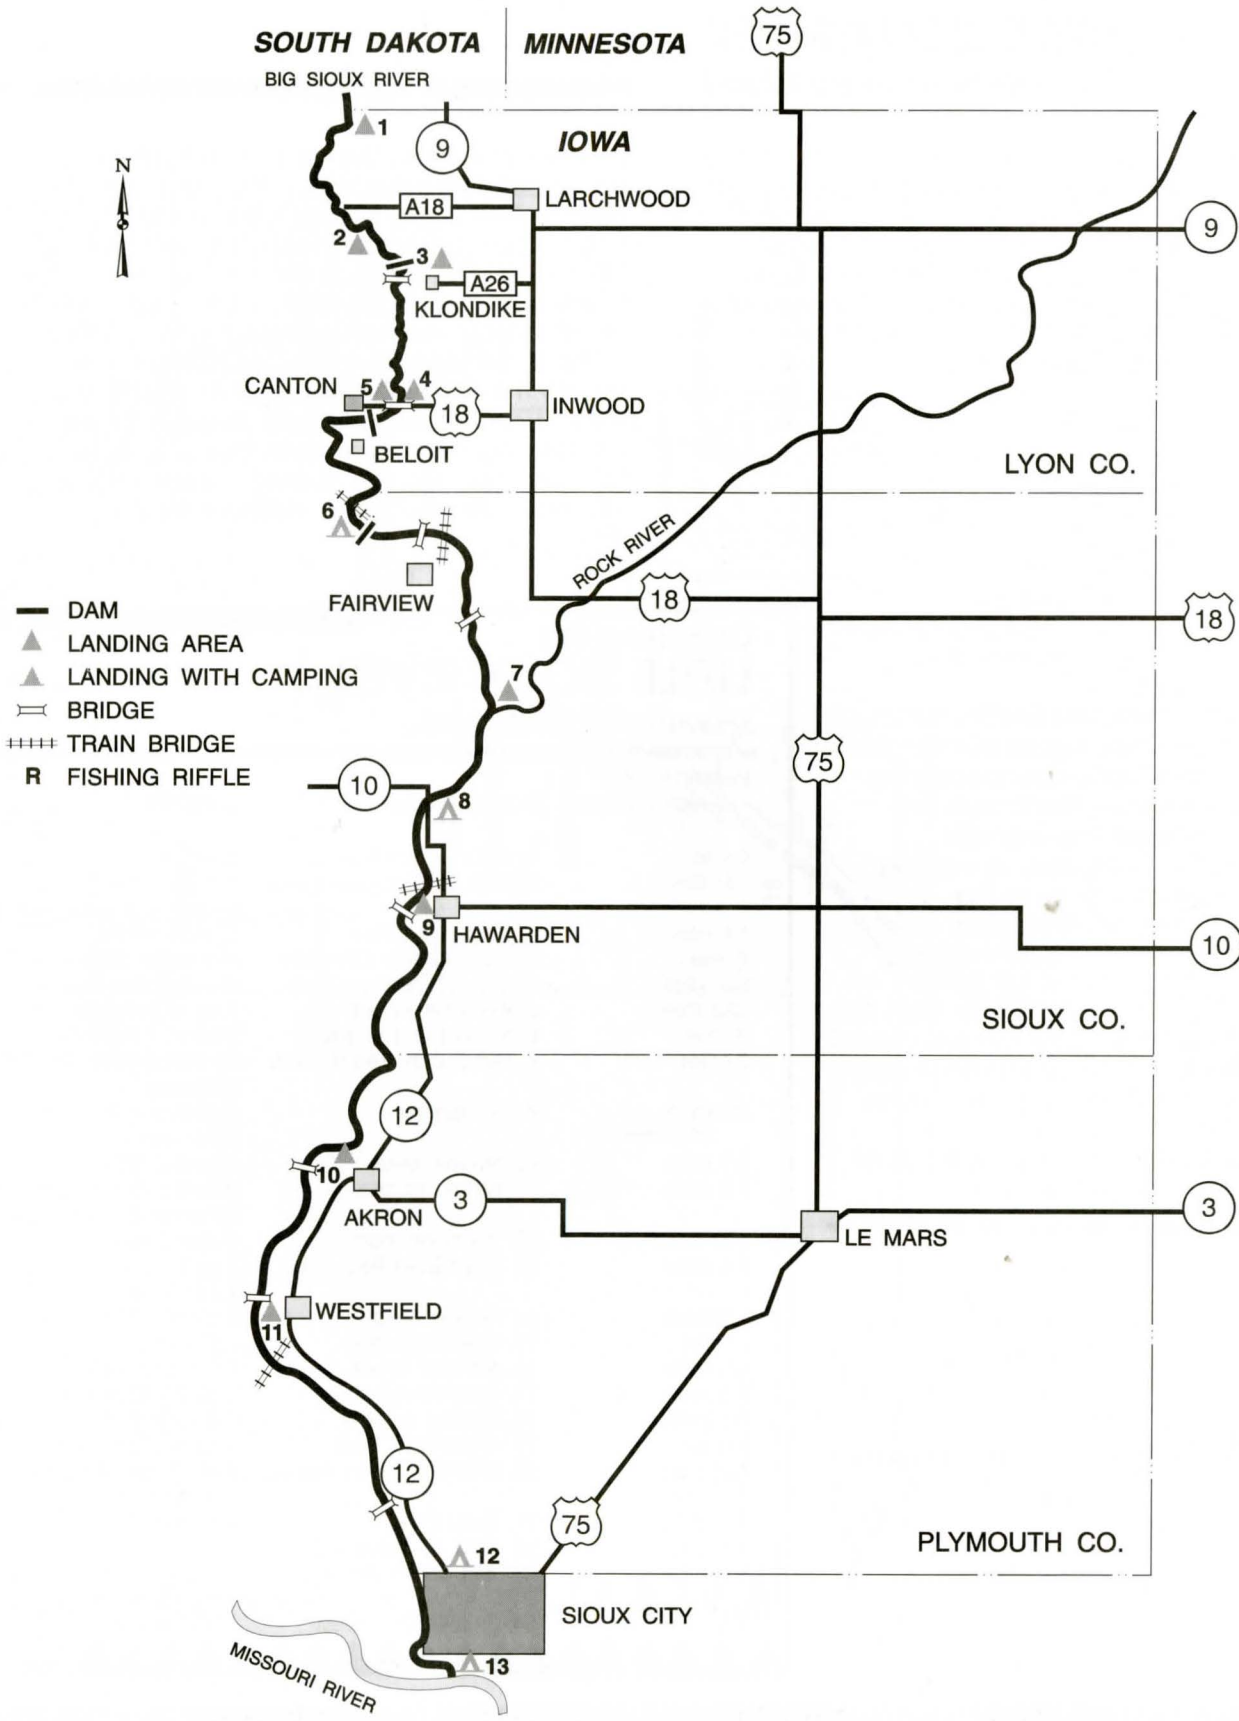 SOUTH DAKOTA
MINNESOTA
75
BIG SIOUX RIVER
1
9
IOWA
N
LARCHWOOD
A18
9
2
3
A26
KLONDIKE
CANTON
5
4
18
INWOOD
BELOIT
LYON CO.
6
ROCK RIVER
FAIRVIEW
18
18
DAM
LANDING AREA
LANDING WITH CAMPING
BRIDGE
TRAIN BRIDGE
R FISHING RIFFLE
7
75
10
8
9
HAWARDEN
10
SIOUX CO.
12
10
AKRON
3
3
LE MARS
11
WESTFIELD
12
75
PLYMOUTH CO.
12
SIOUX CITY
13
MISSOURI RIVER